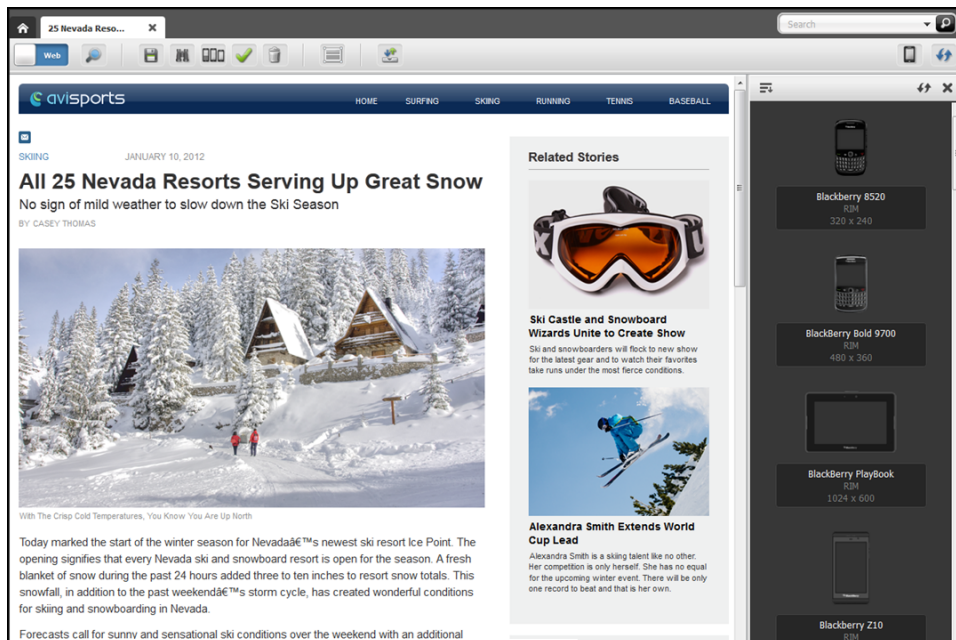 25 Nevada Reso...
Search
Web
avisports
HOME SURFING SKIING RUNNING TENNIS BASEBALL
SKIING JANUARY 10, 2012
All 25 Nevada Resorts Serving Up Great Snow
No sign of mild weather to slow down the Ski Season
BY CASEY THOMAS
With The Crisp Cold Temperatures, You Know You Are Up North
Today marked the start of the winter season for Nevadaâ€™s newest ski resort Ice Point. The
opening signifies that every Nevada ski and snowboard resort is open for the season. A fresh
blanket of snow during the past 24 hours added three to ten inches to resort snow totals. This
snowfall, in addition to the past weekendâ€™s storm cycle, has created wonderful conditions
for skiing and snowboarding in Nevada.
Forecasts call for sunny and sensational ski conditions over the weekend with an additional
Related Stories
Ski Castle and Snowboard
Wizards Unite to Create Show
Ski and snowboarders will flock to new show
for the latest gear and to watch their favorites
take runs under the most fierce conditions.
Alexandra Smith Extends World
Cup Lead
Alexandra Smith is a skiing talent like no other.
Her competition is only herself. She has no equal
for the upcoming winter event. There will be only
one record to beat and that is her own.
Blackberry 8520
RIM
320 x 240
BlackBerry Bold 9700
RIM
480 x 360
BlackBerry PlayBook
RIM
1024 x 600
Blackberry Z10
RIM